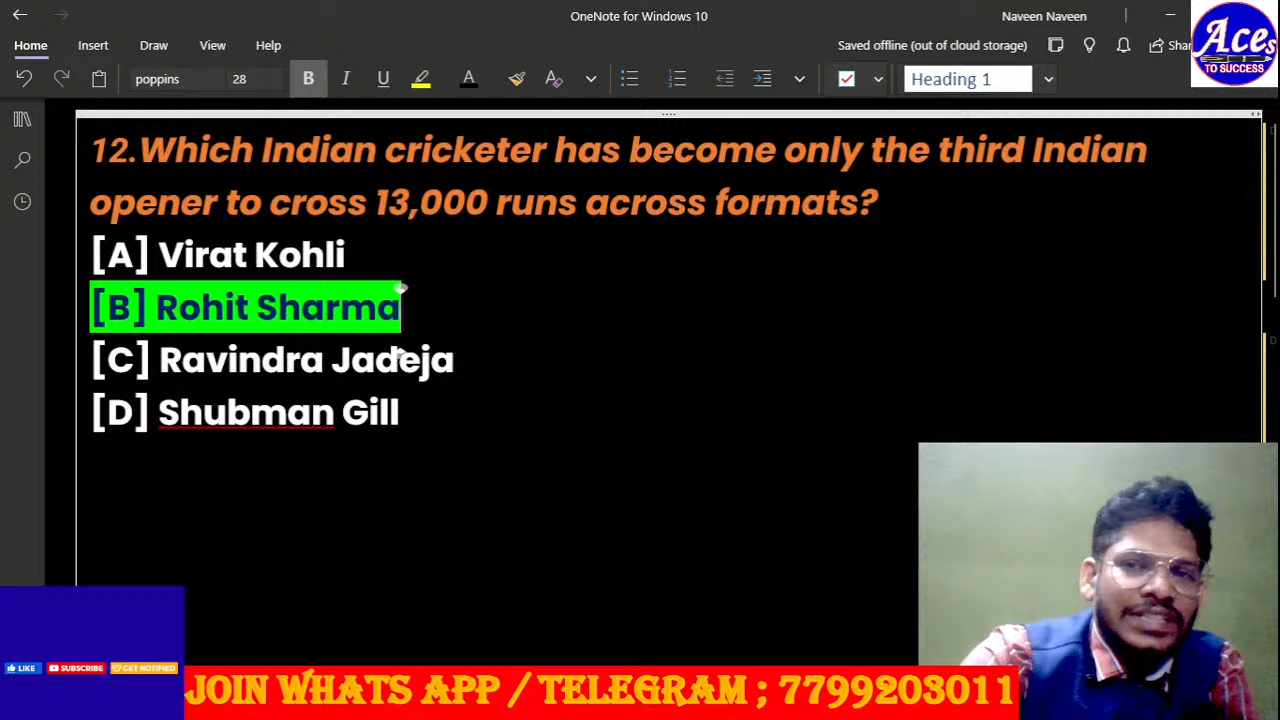 OneNote for Windows 10
Naveen Naveen
Home Insert Draw View Help
Saved offline (out of cloud storage)
poppins 28 B I U A Heading 1
Aces
TO SUCCESS
12.Which Indian cricketer has become only the third Indian
opener to cross 13,000 runs across formats?
[A] Virat Kohli
[B] Rohit Sharma
[C] Ravindra Jadeja
[D] Shubman Gill
LIKE SUBSCRIBE GET NOTIFIED
JOIN WHATS APP / TELEGRAM ; 7799203011